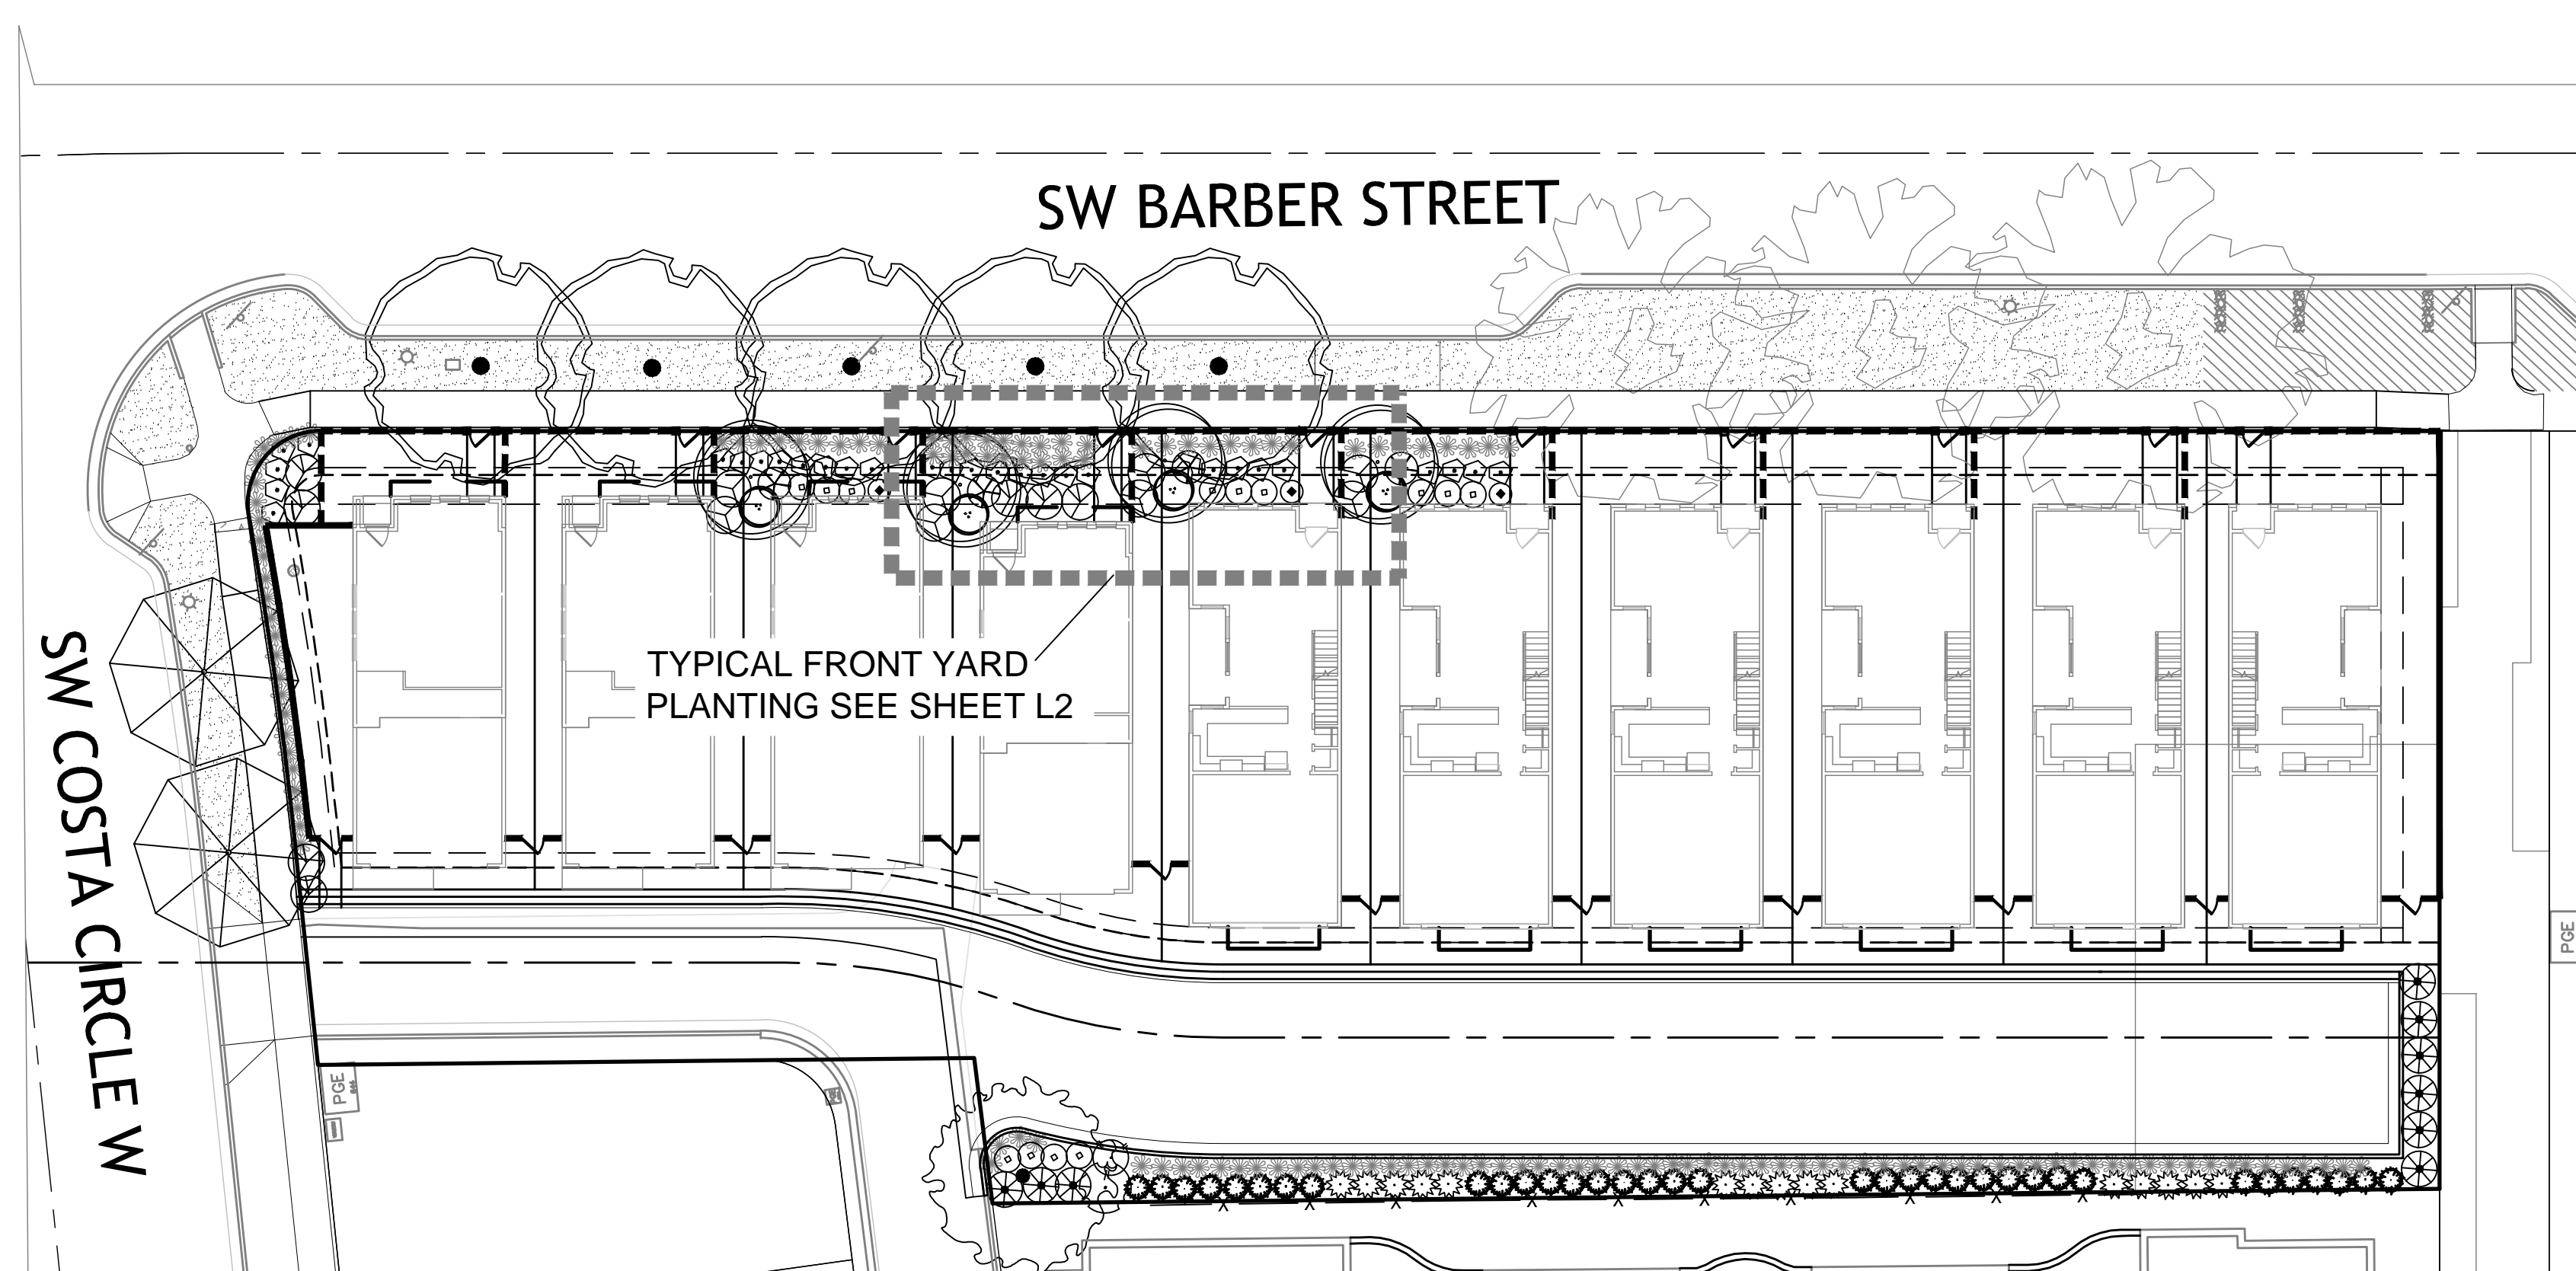 SW BARBER STREET
TYPICAL FRONT YARD
PLANTING SEE SHEET L2
SW COSTA CIRCLE W
PGE
PGE